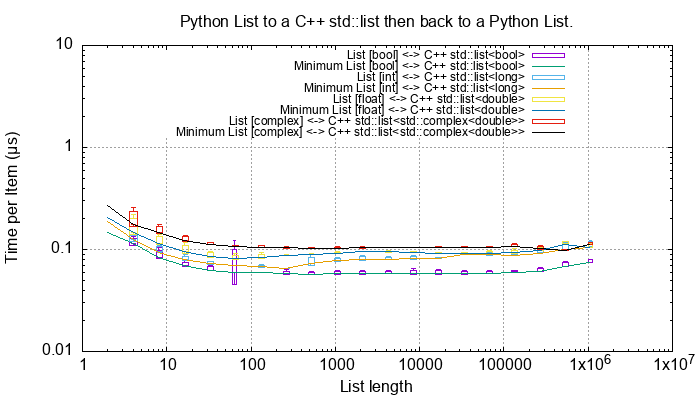 Python List to a C++ std::list then back to a Python List.
10
List [bool] <-> C++ std::list<bool>
Minimum List [bool] <-> C++ std::list<bool>
List [int] <-> C++ std::list<long>
Minimum List [int] <-> C++ std::list<long>
List [float] <-> C++ std::list<double>
Minimum List [float] <-> C++ std::list<double>
List [complex] <-> C++ std::list<std::complex<double>>
Minimum List [complex] <-> C++ std::list<std::complex<double>>
1
Time per Item (µs)
0.1
0.01
1 10 100 1000 10000 100000 1x10⁶ 1x10⁷
List length